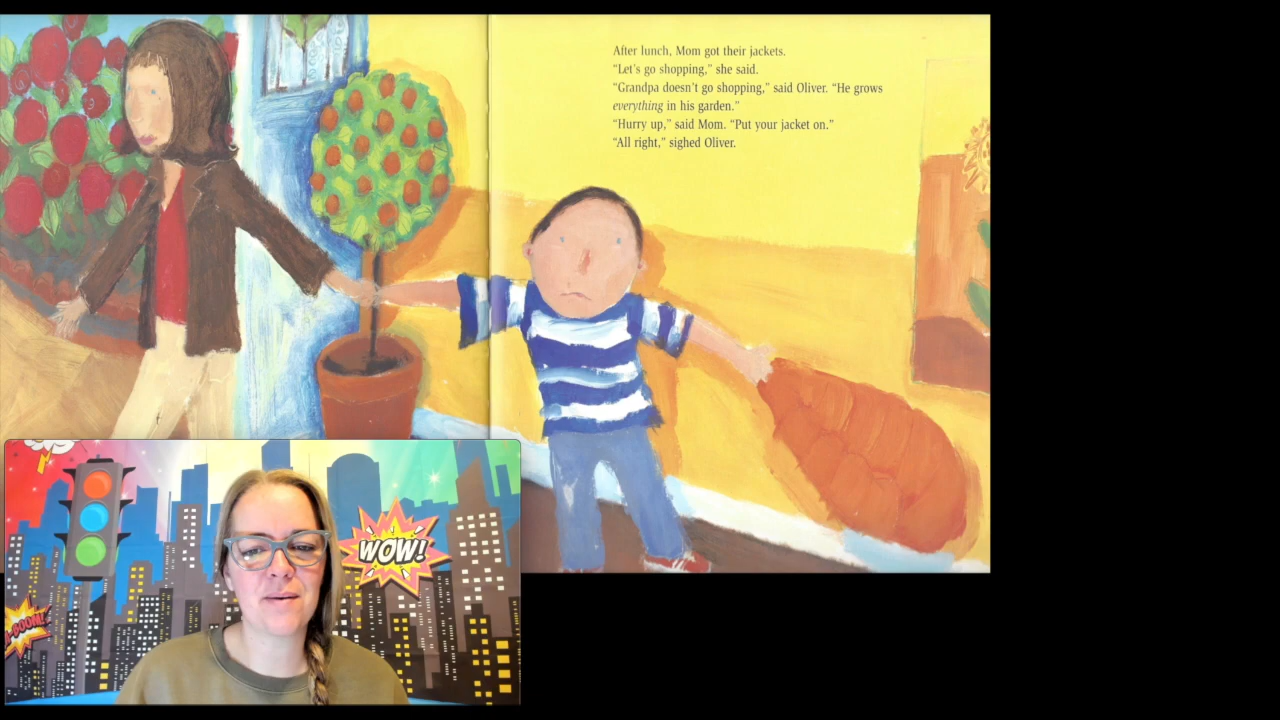 After lunch, Mom got their jackets.
“Let’s go shopping,” she said.
“Grandpa doesn’t go shopping,” said Oliver. “He grows
everything in his garden.”
“Hurry up,” said Mom. “Put your jacket on.”
“All right,” sighed Oliver.
WOW!
BOOM!